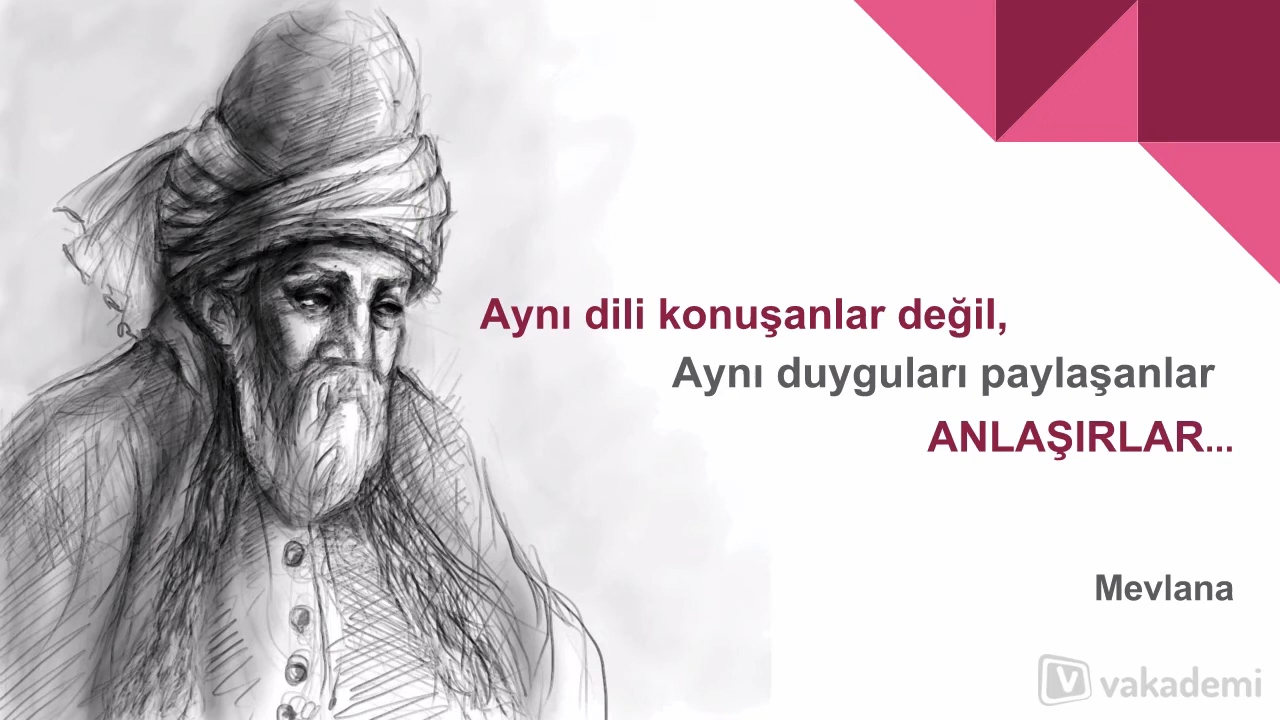 Aynı dili konuşanlar değil,
Aynı duyguları paylaşanlar
ANLAŞIRLAR...
Mevlana
vakademi